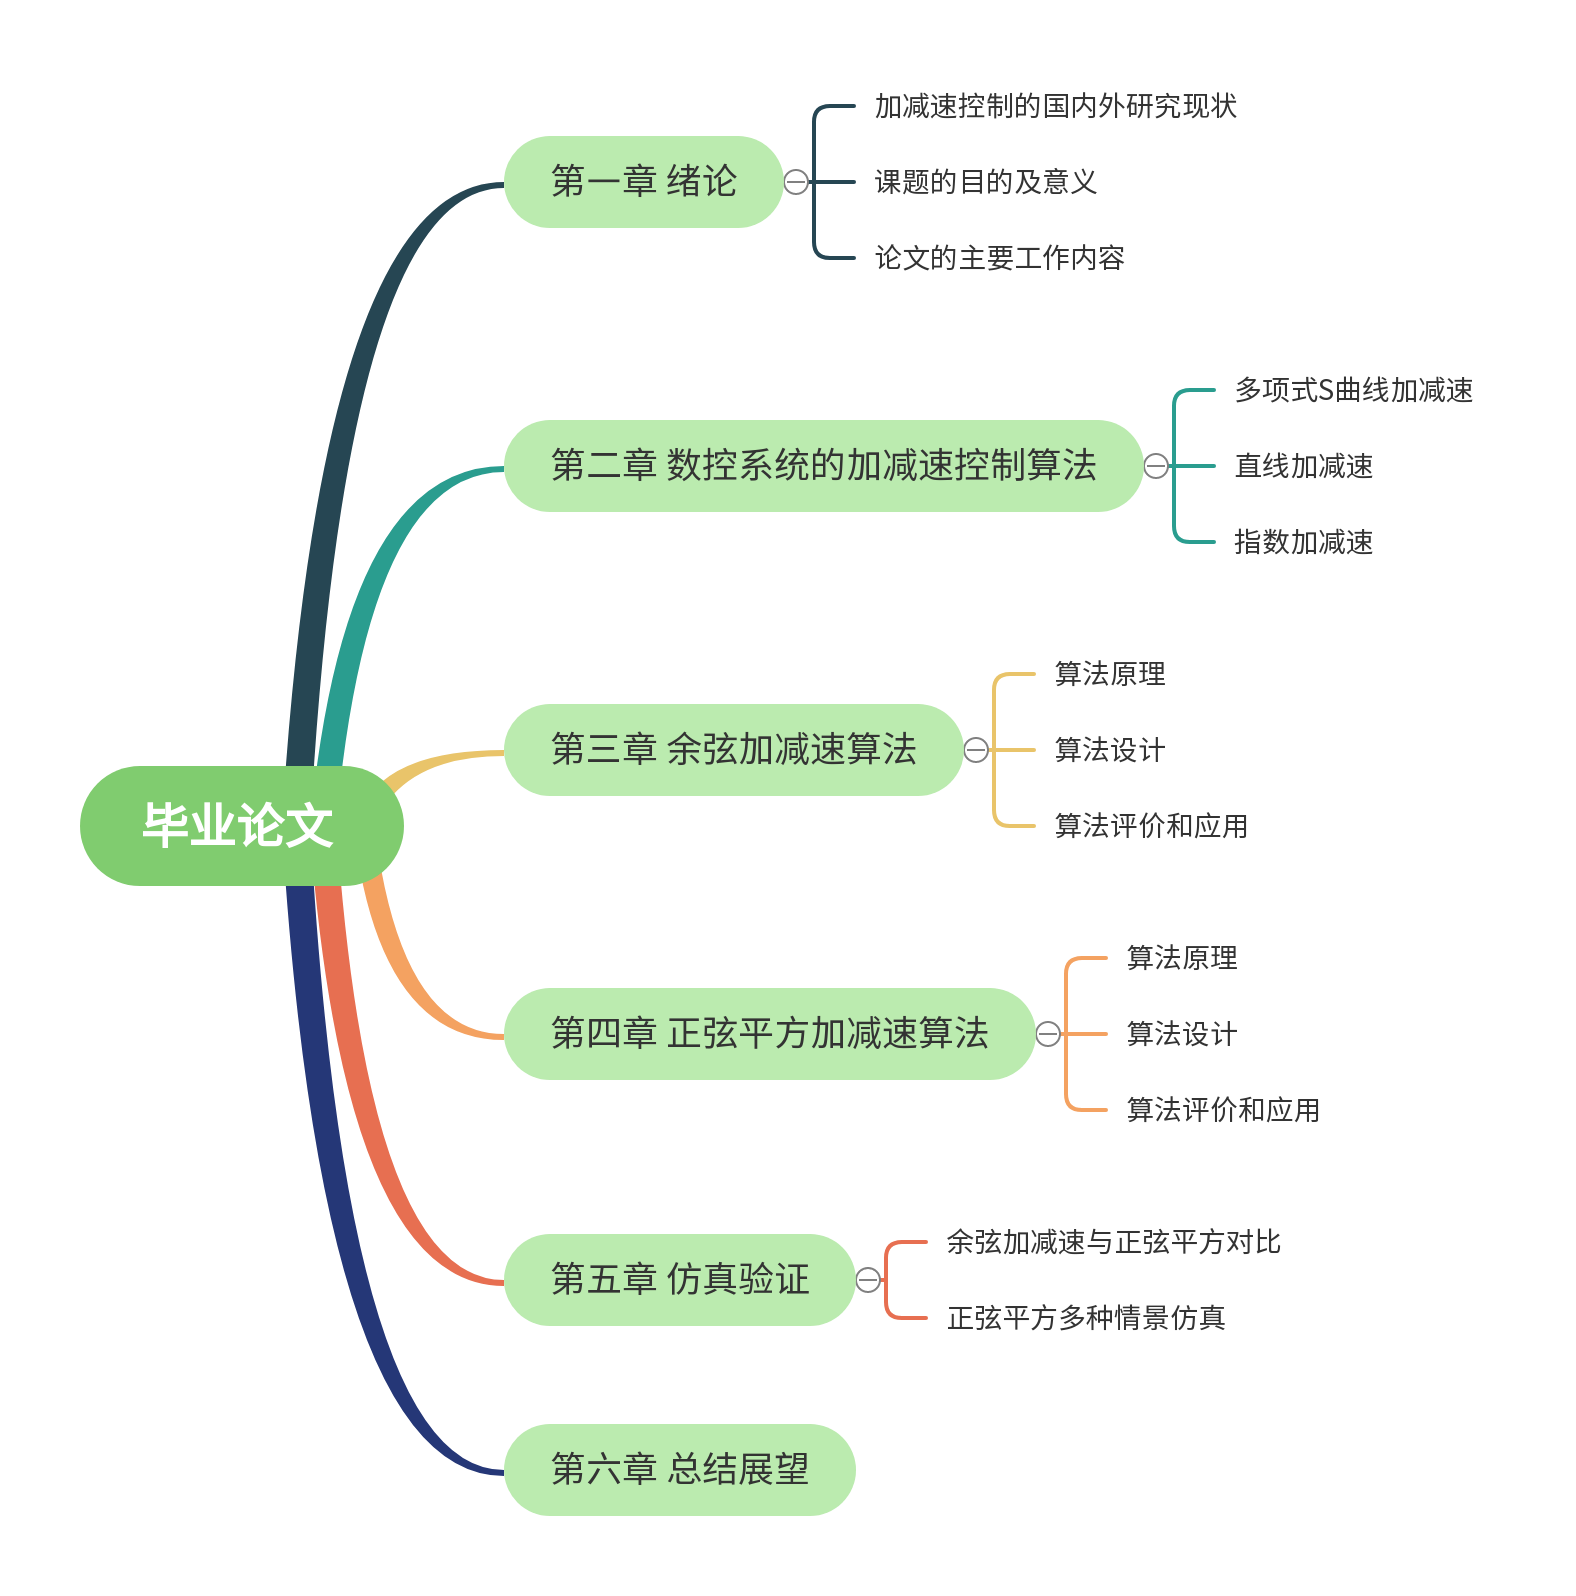 毕业论文
第一章 绪论
加减速控制的国内外研究现状
课题的目的及意义
论文的主要工作内容
第二章 数控系统的加减速控制算法
多项式S曲线加减速
直线加减速
指数加减速
第三章 余弦加减速算法
算法原理
算法设计
算法评价和应用
第四章 正弦平方加减速算法
算法原理
算法设计
算法评价和应用
第五章 仿真验证
余弦加减速与正弦平方对比
正弦平方多种情景仿真
第六章 总结展望